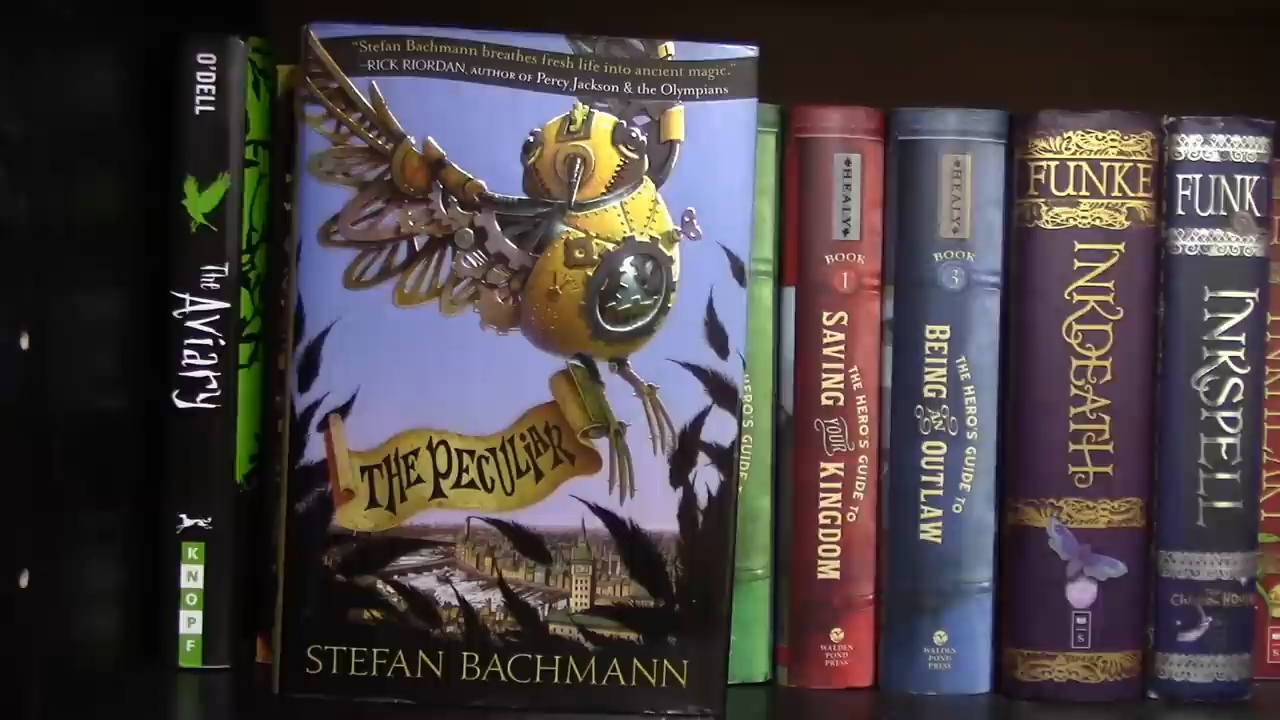 O'DELL
The Aviary
KNOPF
"Stefan Bachmann breathes fresh life into ancient magic."
—RICK RIORDAN, AUTHOR OF Percy Jackson & the Olympians
THE PECULIAR
STEFAN BACHMANN
HERO'S GUIDE
HEALY
BOOK
1
THE HERO'S GUIDE TO
SAVING YOUR KINGDOM
WALDEN
POND
PRESS
HEALY
BOOK
3
THE HERO'S GUIDE TO
BEING AN OUTLAW
WALDEN
POND
PRESS
FUNKE
INKDEATH
S
FUNK
INKSPELL